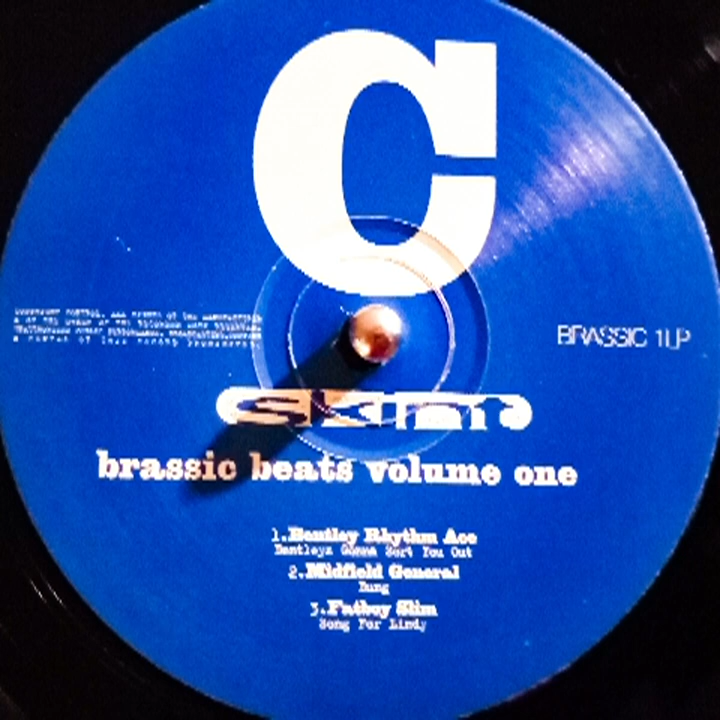 C
BRASSIC 1LP
skint
brassic beats volume one
1.Bentley Rhythm Ace
Bentleys Gonna Sort You Out
2.Midfield General
Dung
3.Fatboy Slim
Song For Lindy